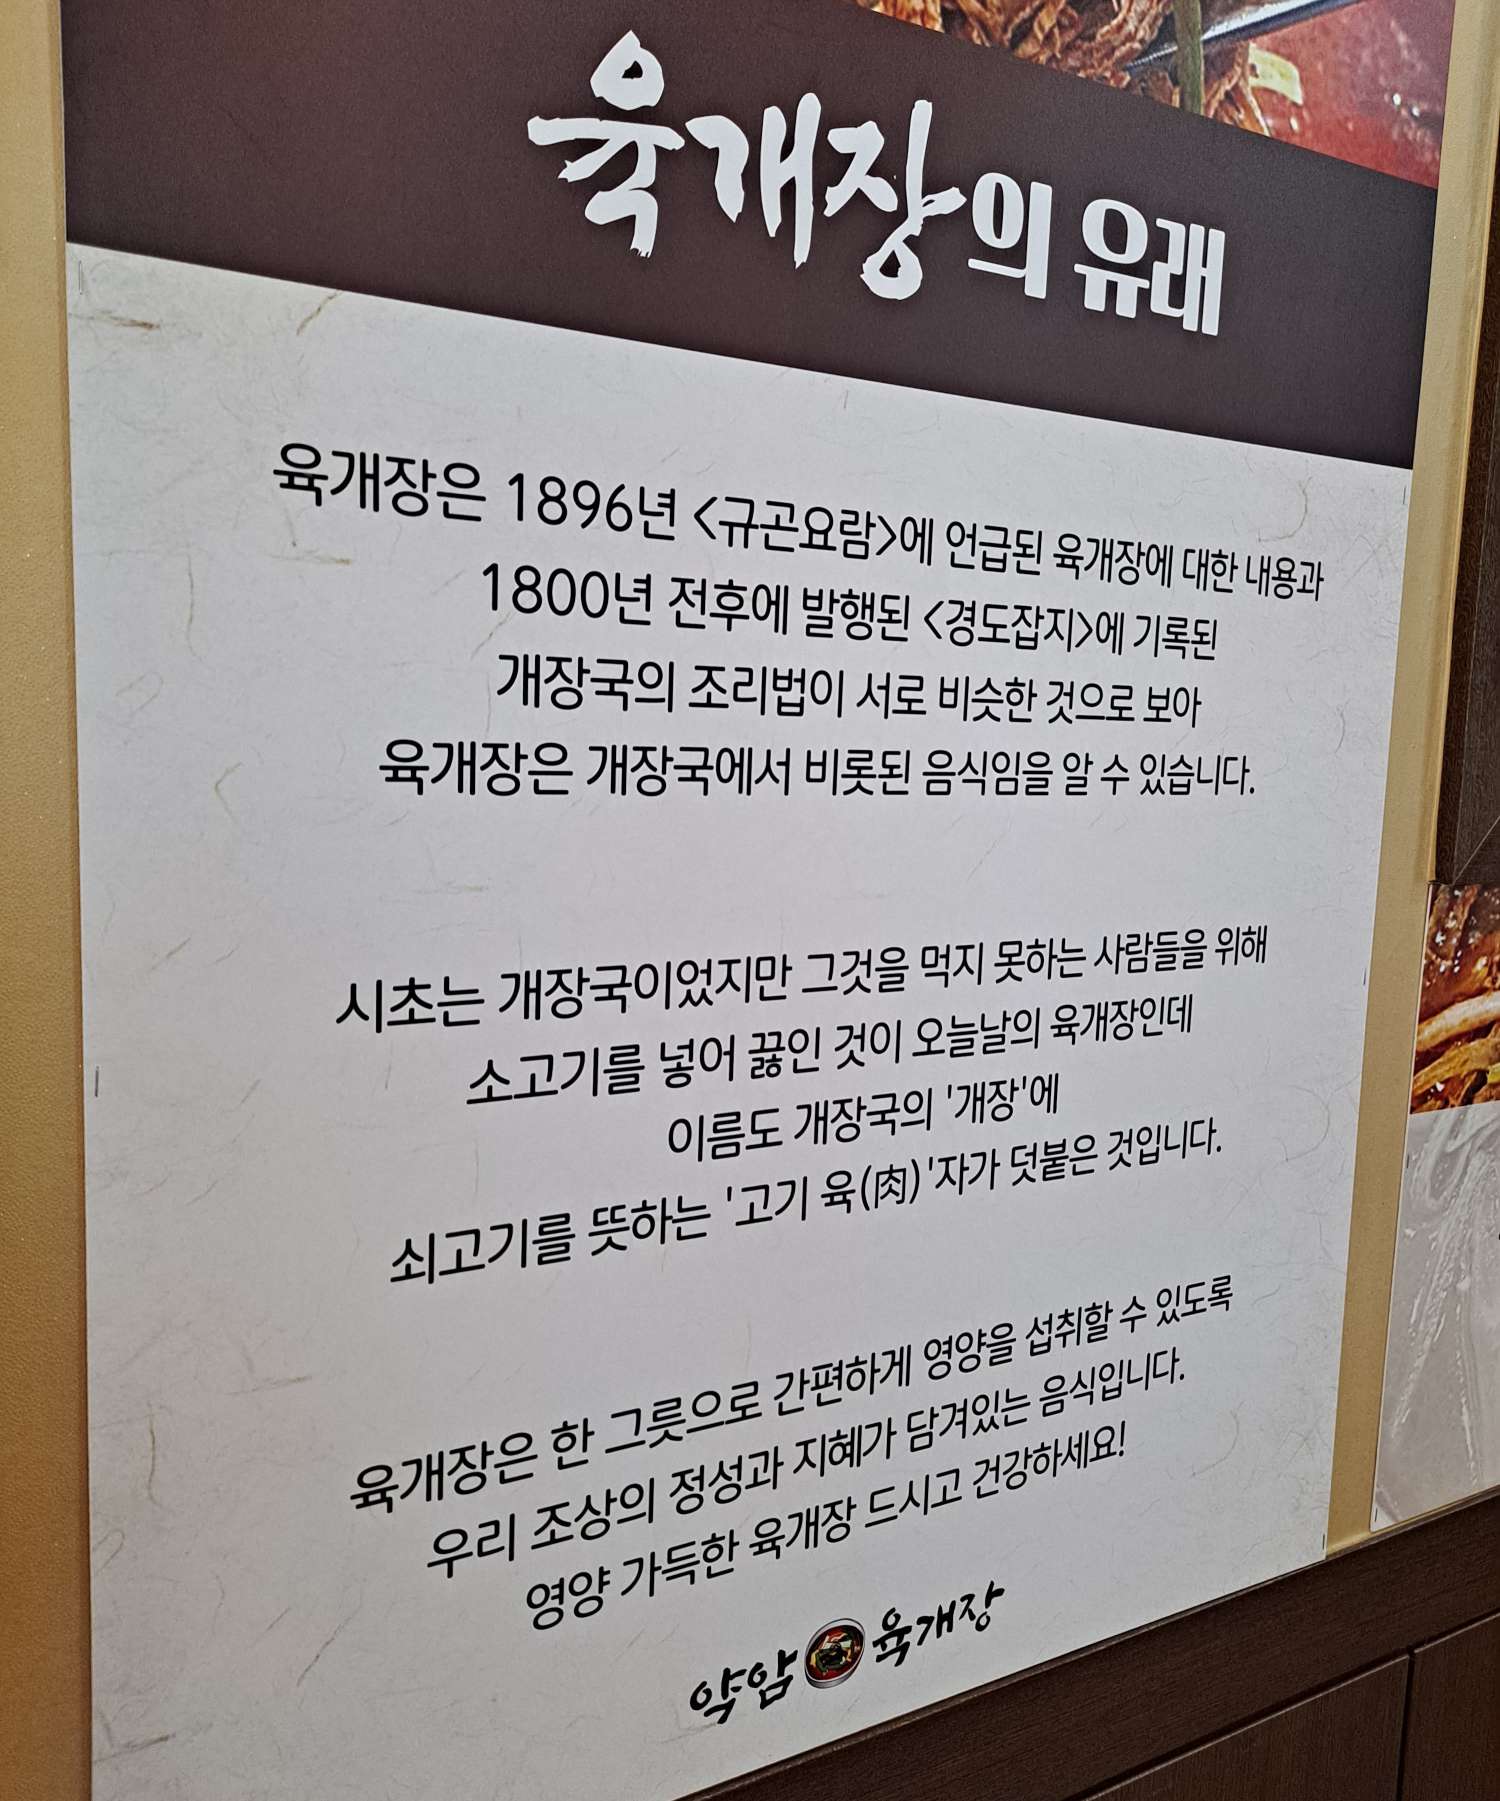 육개장의 유래
육개장은 1896년 <규곤요람>에 언급된 육개장에 대한 내용과
1800년 전후에 발행된 <경도잡지>에 기록된
개장국의 조리법이 서로 비슷한 것으로 보아
육개장은 개장국에서 비롯된 음식임을 알 수 있습니다.
시초는 개장국이었지만 그것을 먹지 못하는 사람들을 위해
소고기를 넣어 끓인 것이 오늘날의 육개장인데
이름도 개장국의 '개장'에
쇠고기를 뜻하는 '고기 육(肉)'자가 덧붙은 것입니다.
육개장은 한 그릇으로 간편하게 영양을 섭취할 수 있도록
우리 조상의 정성과 지혜가 담겨있는 음식입니다.
영양 가득한 육개장 드시고 건강하세요!
약암 육개장